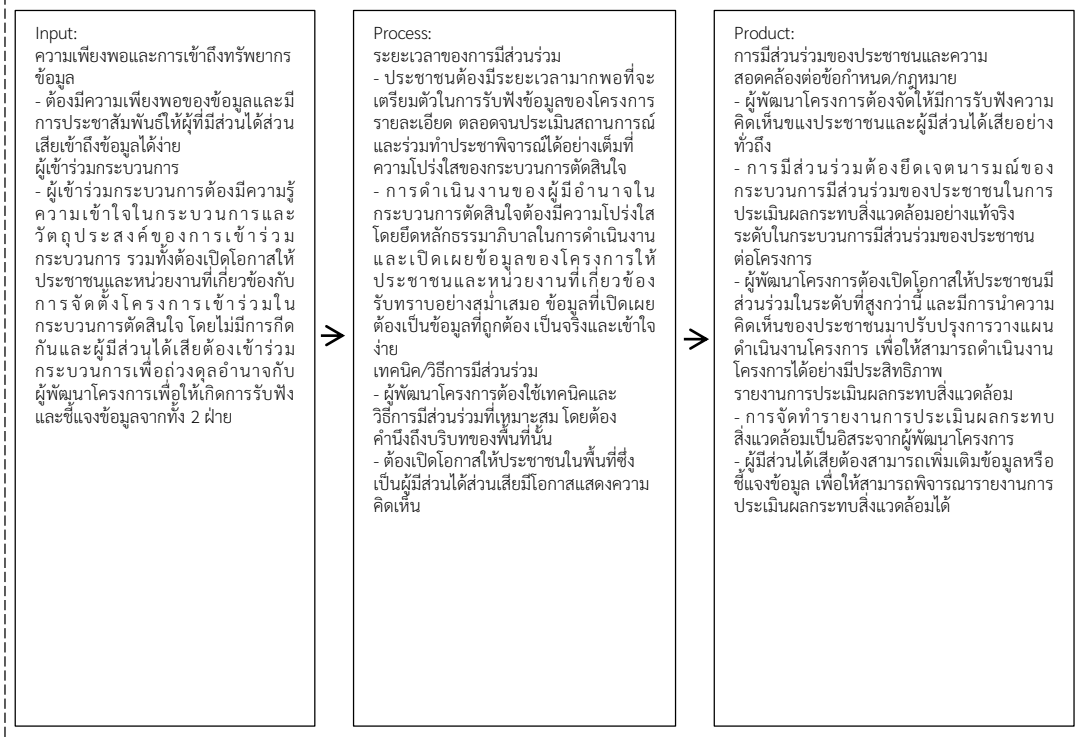 Input:
ความเพียงพอและการเข้าถึงทรัพยากร
ข้อมูล
- ต้องมีความเพียงพอของข้อมูลและมี
การประชาสัมพันธ์ให้ผุ้ที่มีส่วนได้ส่วน
เสียเข้าถึงข้อมูลได้ง่าย
ผู้เข้าร่วมกระบวนการ
- ผู้เข้าร่วมกระบวนการต้องมีความรู้
ความเข้าใจในกระบวนการและ
วัตถุประสงค์ของการเข้าร่วม
กระบวนการ รวมทั้งต้องเปิดโอกาสให้
ประชาชนและหน่วยงานที่เกี่ยวข้องกับ
การจัดตั้งโครงการเข้าร่วมใน
กระบวนการตัดสินใจ โดยไม่มีการกีด
กันและผู้มีส่วนได้เสียต้องเข้าร่วม
กระบวนการเพื่อถ่วงดุลอำนาจกับ
ผู้พัฒนาโครงการเพื่อให้เกิดการรับฟัง
และชี้แจงข้อมูลจากทั้ง 2 ฝ่าย
Process:
ระยะเวลาของการมีส่วนร่วม
- ประชาชนต้องมีระยะเวลามากพอที่จะ
เตรียมตัวในการรับฟังข้อมูลของโครงการ
รายละเอียด ตลอดจนประเมินสถานการณ์
และร่วมทำประชาพิจารณ์ได้อย่างเต็มที่
ความโปร่งใสของกระบวนการตัดสินใจ
- การดำเนินงานของผู้มีอำนาจใน
กระบวนการตัดสินใจต้องมีความโปร่งใส
โดยยึดหลักธรรมาภิบาลในการดำเนินงาน
และเปิดเผยข้อมูลของโครงการให้
ประชาชนและหน่วยงานที่เกี่ยวข้อง
รับทราบอย่างสม่ำเสมอ ข้อมูลที่เปิดเผย
ต้องเป็นข้อมูลที่ถูกต้อง เป็นจริงและเข้าใจ
ง่าย
เทคนิค/วิธีการมีส่วนร่วม
- ผู้พัฒนาโครงการต้องใช้เทคนิคและ
วิธีการมีส่วนร่วมที่เหมาะสม โดยต้อง
คำนึงถึงบริบทของพื้นที่นั้น
- ต้องเปิดโอกาสให้ประชาชนในพื้นที่ซึ่ง
เป็นผู้มีส่วนได้ส่วนเสียมีโอกาสแสดงความ
คิดเห็น
Product:
การมีส่วนร่วมของประชาชนและความ
สอดคล้องต่อข้อกำหนด/กฎหมาย
- ผู้พัฒนาโครงการต้องจัดให้มีการรับฟังความ
คิดเห็นขแงประชาชนและผู้มีส่วนได้เสียอย่าง
ทั่วถึง
- การมีส่วนร่วมต้องยึดเจตนารมณ์ของ
กระบวนการมีส่วนร่วมของประชาชนในการ
ประเมินผลกระทบสิ่งแวดล้อมอย่างแท้จริง
ระดับในกระบวนการมีส่วนร่วมของประชาชน
ต่อโครงการ
- ผู้พัฒนาโครงการต้องเปิดโอกาสให้ประชาชนมี
ส่วนร่วมในระดับที่สูงกว่านี้ และมีการนำความ
คิดเห็นของประชาชนมาปรับปรุงการวางแผน
ดำเนินงานโครงการ เพื่อให้สามารถดำเนินงาน
โครงการได้อย่างมีประสิทธิภาพ
รายงานการประเมินผลกระทบสิ่งแวดล้อม
- การจัดทำรายงานการประเมินผลกระทบ
สิ่งแวดล้อมเป็นอิสระจากผู้พัฒนาโครงการ
- ผู้มีส่วนได้เสียต้องสามารถเพิ่มเติมข้อมูลหรือ
ชี้แจงข้อมูล เพื่อให้สามารถพิจารณารายงานการ
ประเมินผลกระทบสิ่งแวดล้อมได้